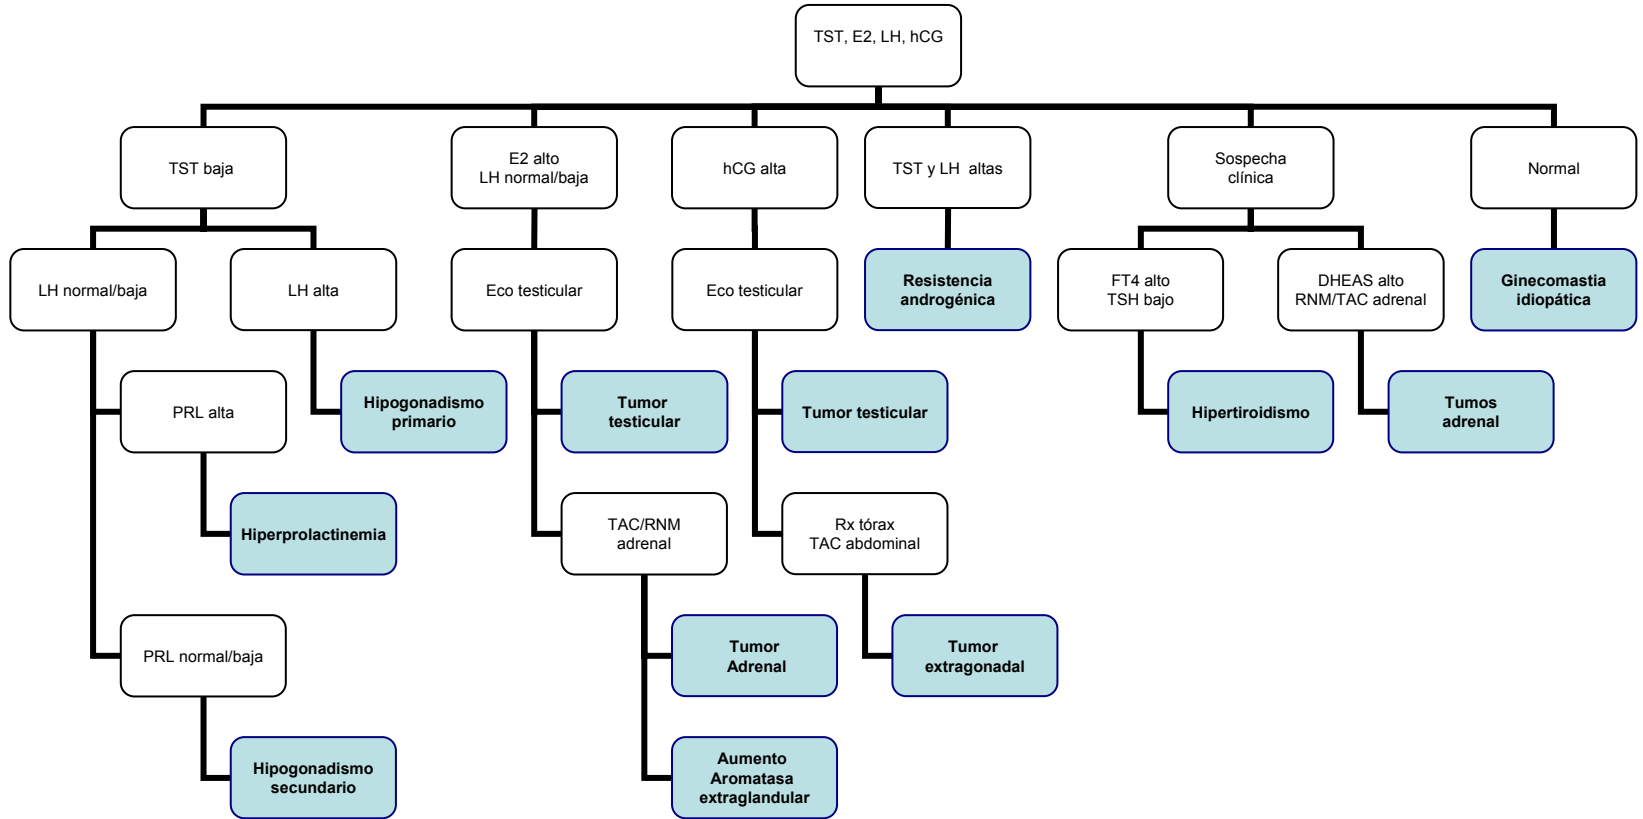 TST, E2, LH, hCG
TST baja
E2 alto
LH normal/baja
hCG alta
TST y LH altas
Sospecha
clínica
Normal
LH normal/baja
LH alta
Eco testicular
Eco testicular
Resistencia
androgénica
FT4 alto
TSH bajo
DHEAS alto
RNM/TAC adrenal
Ginecomastia
idiopática
PRL alta
Hipogonadismo
primario
Tumor
testicular
Tumor testicular
Hipertiroidismo
Tumos
adrenal
Hiperprolactinemia
TAC/RNM
adrenal
Rx tórax
TAC abdominal
PRL normal/baja
Tumor
Adrenal
Tumor
extragonadal
Hipogonadismo
secundario
Aumento
Aromatasa
extraglandular